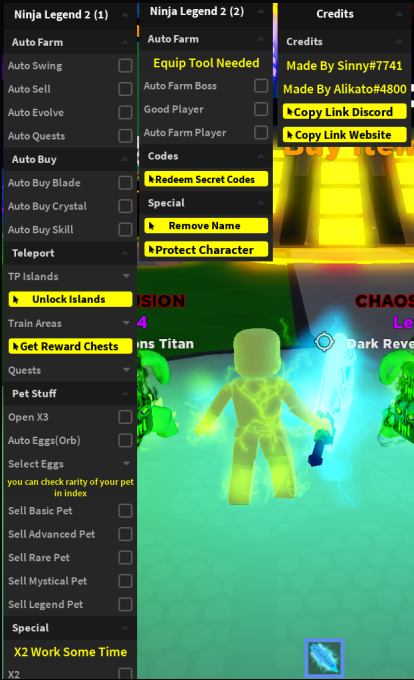 Ninja Legend 2 (1)
Auto Farm
Auto Swing
Auto Sell
Auto Evolve
Auto Quests
Auto Buy
Auto Buy Blade
Auto Buy Crystal
Auto Buy Skill
Teleport
TP Islands
Unlock Islands
Train Areas
Get Reward Chests
Quests
Pet Stuff
Open X3
Auto Eggs(Orb)
Select Eggs
you can check rarity of your pet
in index
Sell Basic Pet
Sell Advanced Pet
Sell Rare Pet
Sell Mystical Pet
Sell Legend Pet
Special
X2 Work Some Time
X2
Ninja Legend 2 (2)
Auto Farm
Equip Tool Needed
Auto Farm Boss
Good Player
Auto Farm Player
Codes
Redeem Secret Codes
Special
Remove Name
Protect Character
Credits
Credits
Made By Sinny#7741
Made By Alikato#4800
Copy Link Discord
Copy Link Website
Buy Item
SION
4
ons Titan
CHAOS
Le
Dark Reve